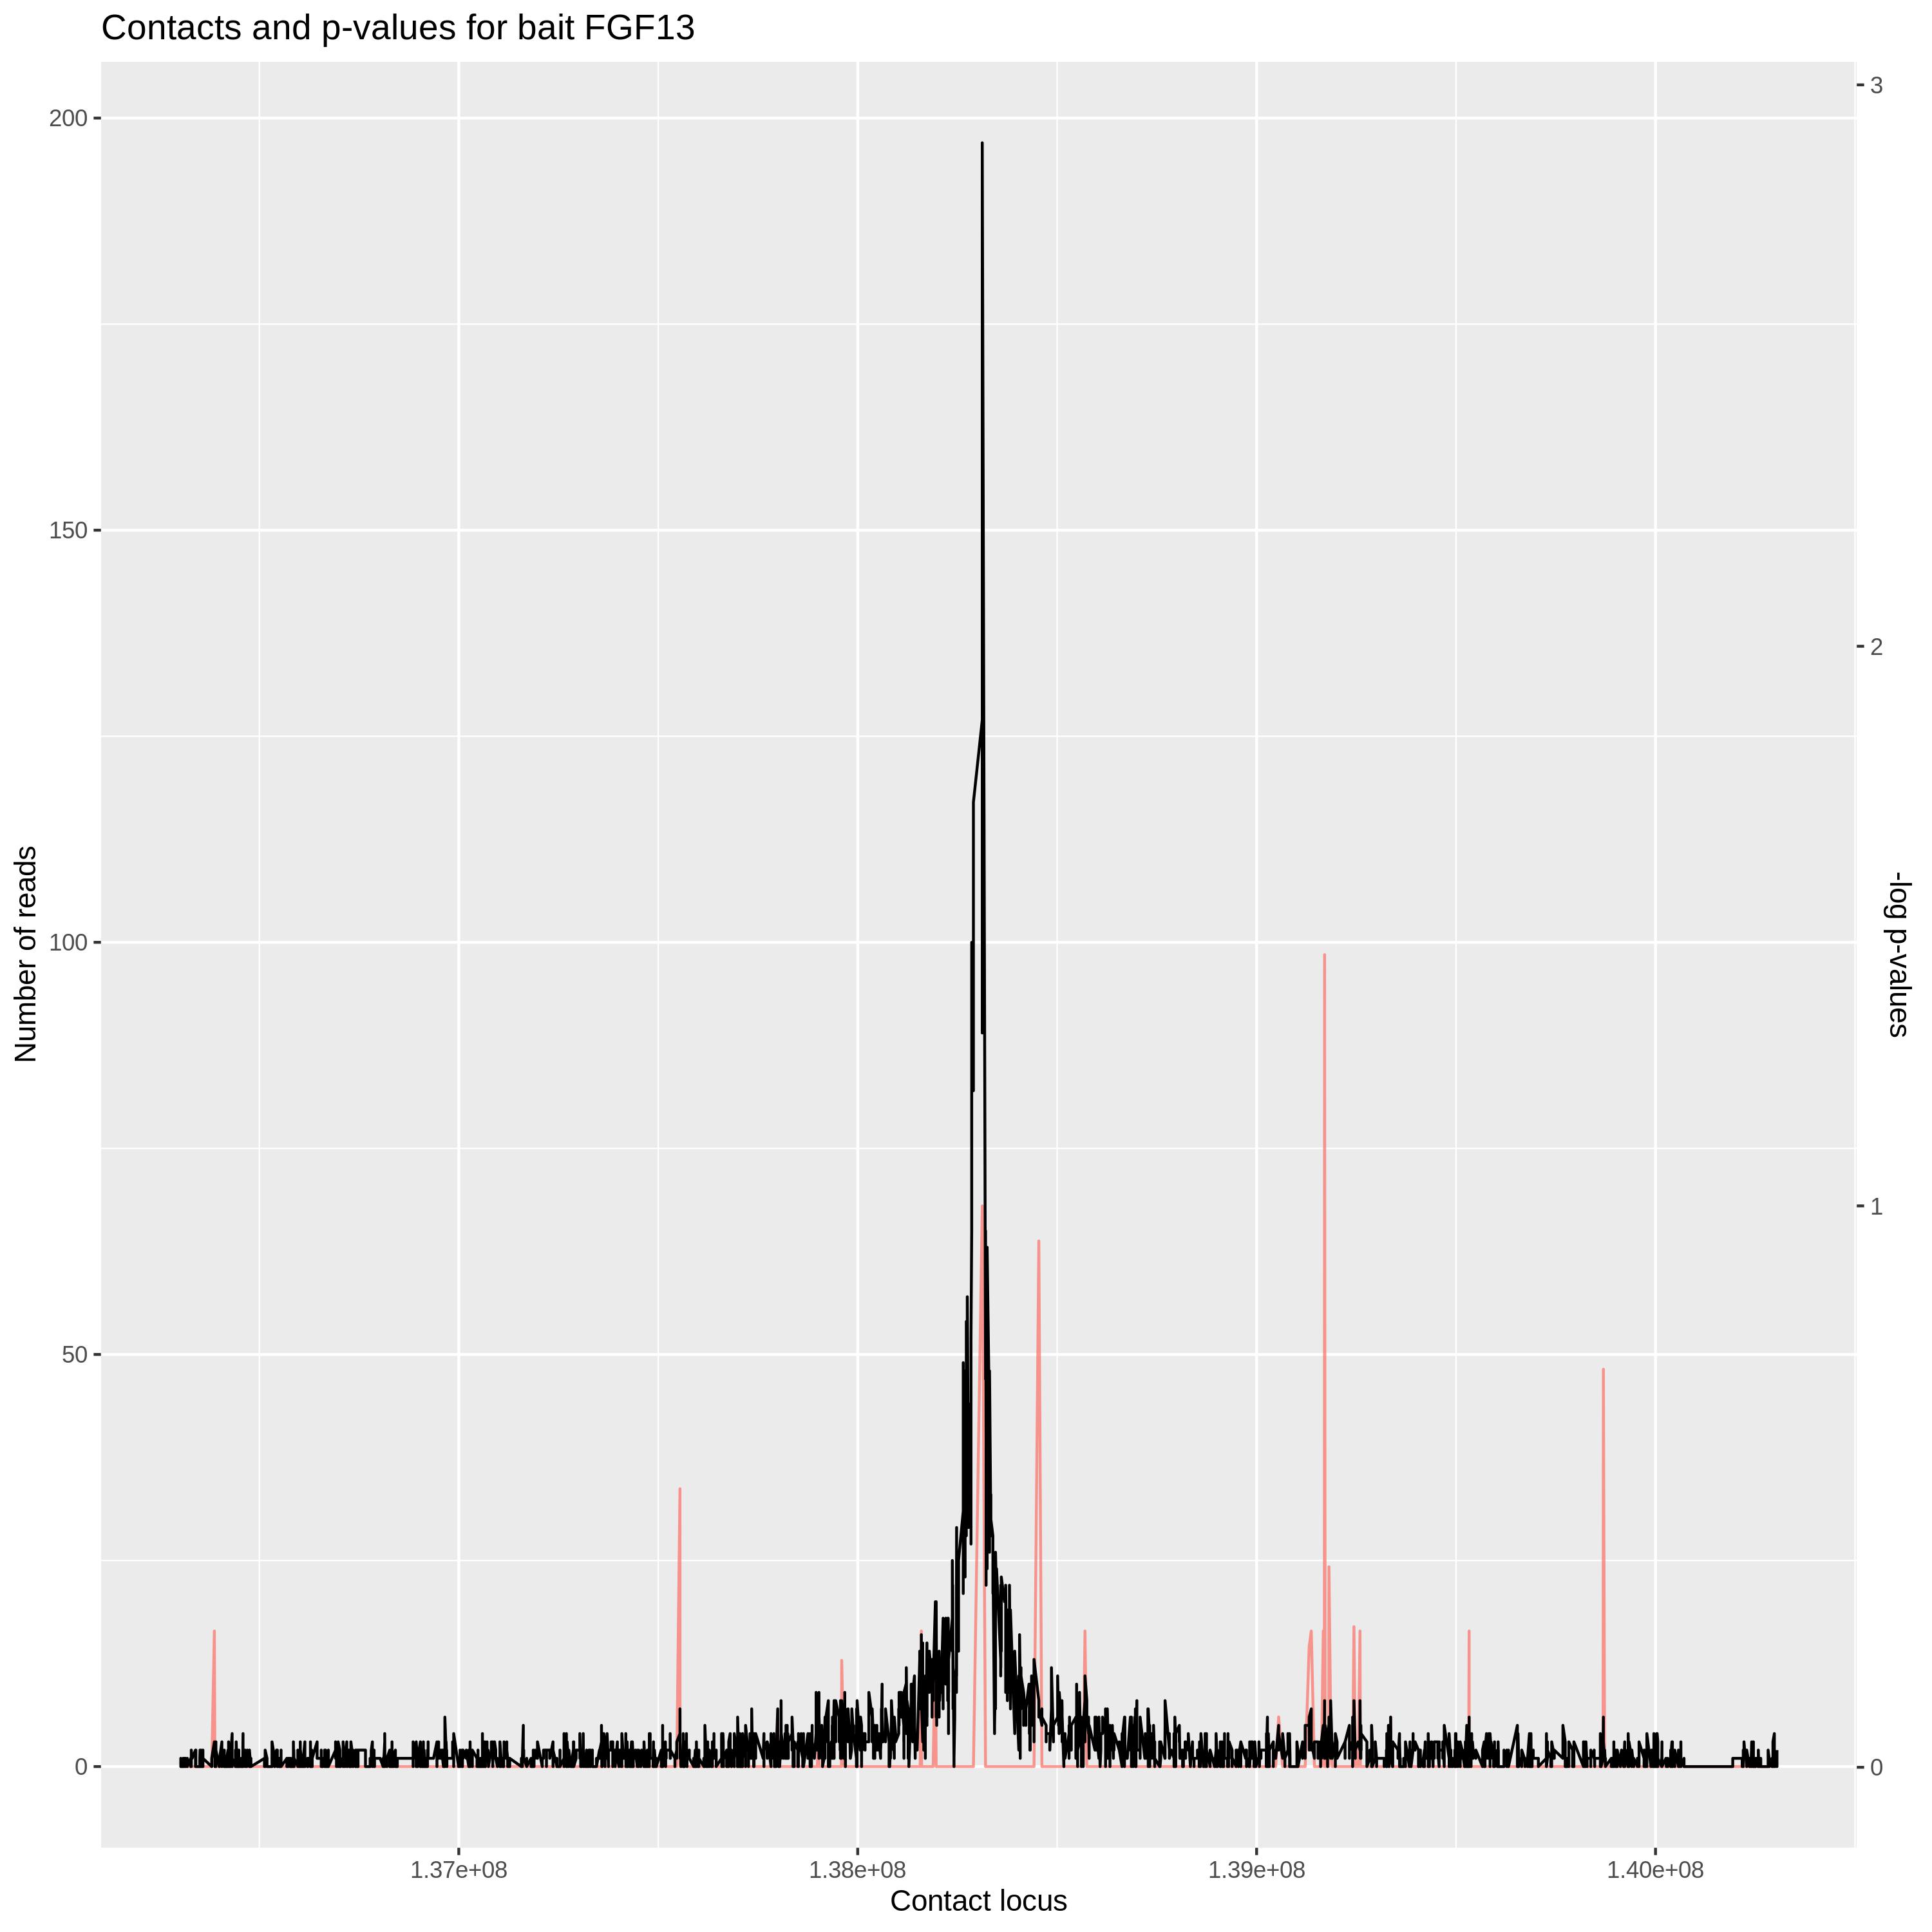 Contacts and p-values for bait FGF13
200
150
100
50
0
Number of reads
3
2
1
0
-log p-values
1.37e+08
1.38e+08
1.39e+08
1.40e+08
Contact locus